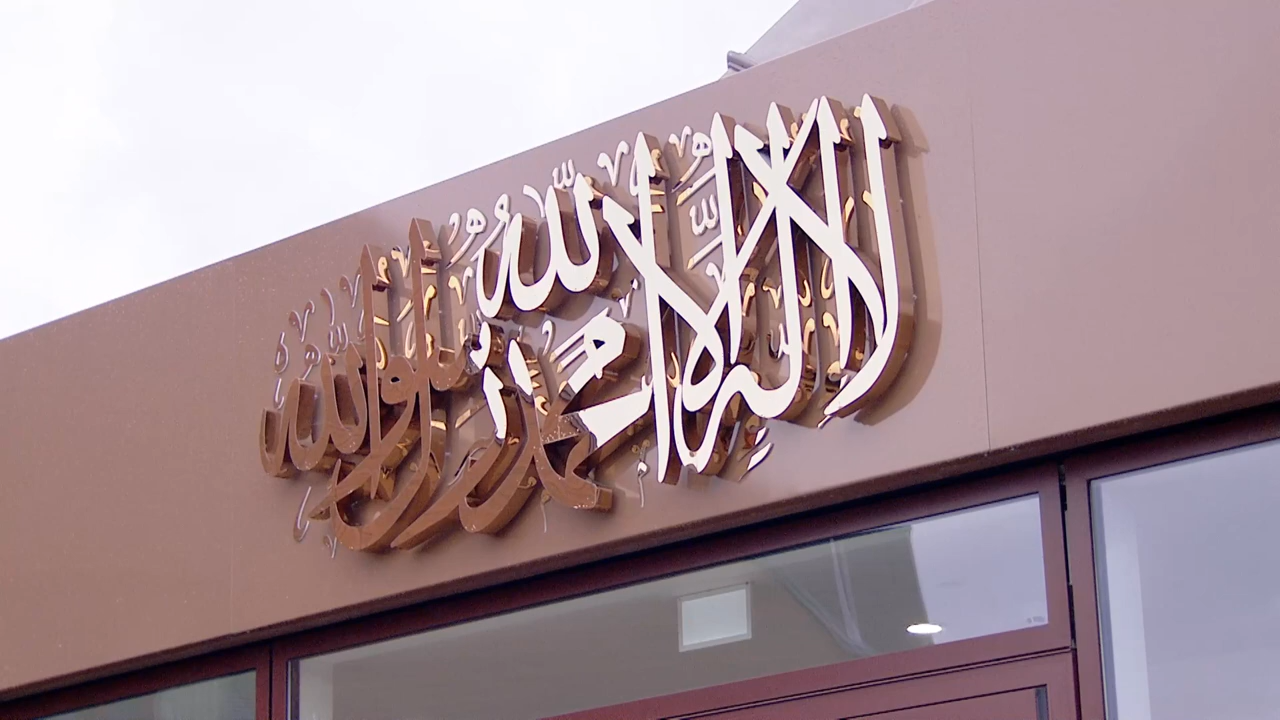 لا إله إلا الله محمد رسول الله